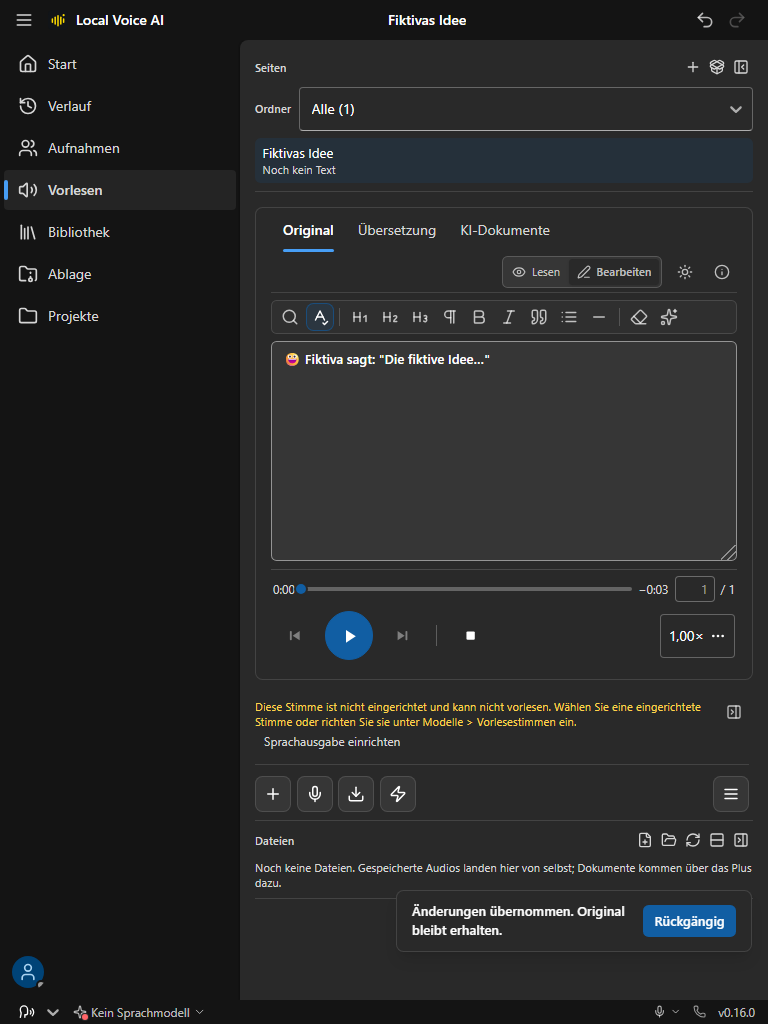 Local Voice AI
Fiktivas Idee
Start
Verlauf
Aufnahmen
Vorlesen
Bibliothek
Ablage
Projekte
Seiten
Ordner
Alle (1)
Fiktivas Idee
Noch kein Text
Original Übersetzung KI-Dokumente
Lesen Bearbeiten
H1 H2 H3
😀 Fiktiva sagt: "Die fiktive Idee..."
0:00 −0:03 1 / 1
1,00×
Diese Stimme ist nicht eingerichtet und kann nicht vorlesen. Wählen Sie eine eingerichtete
Stimme oder richten Sie sie unter Modelle > Vorlesestimmen ein.
Sprachausgabe einrichten
Dateien
Noch keine Dateien. Gespeicherte Audios landen hier von selbst; Dokumente kommen über das Plus
dazu.
Änderungen übernommen. Original
bleibt erhalten.
Rückgängig
Kein Sprachmodell
v0.16.0